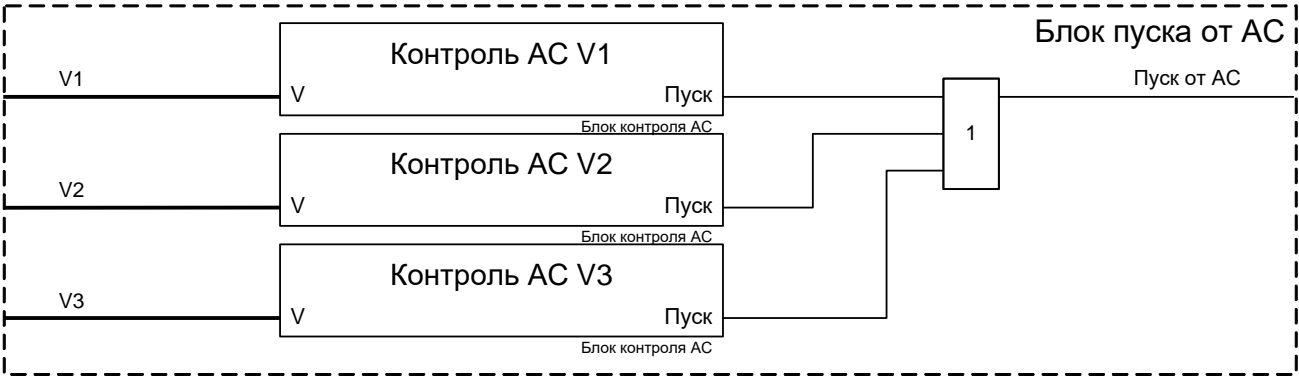 Блок пуска от АС
Контроль АС V1
V1
V
Пуск
Пуск от АС
Блок контроля АС
1
Контроль АС V2
V2
V
Пуск
Блок контроля АС
Контроль АС V3
V3
V
Пуск
Блок контроля АС